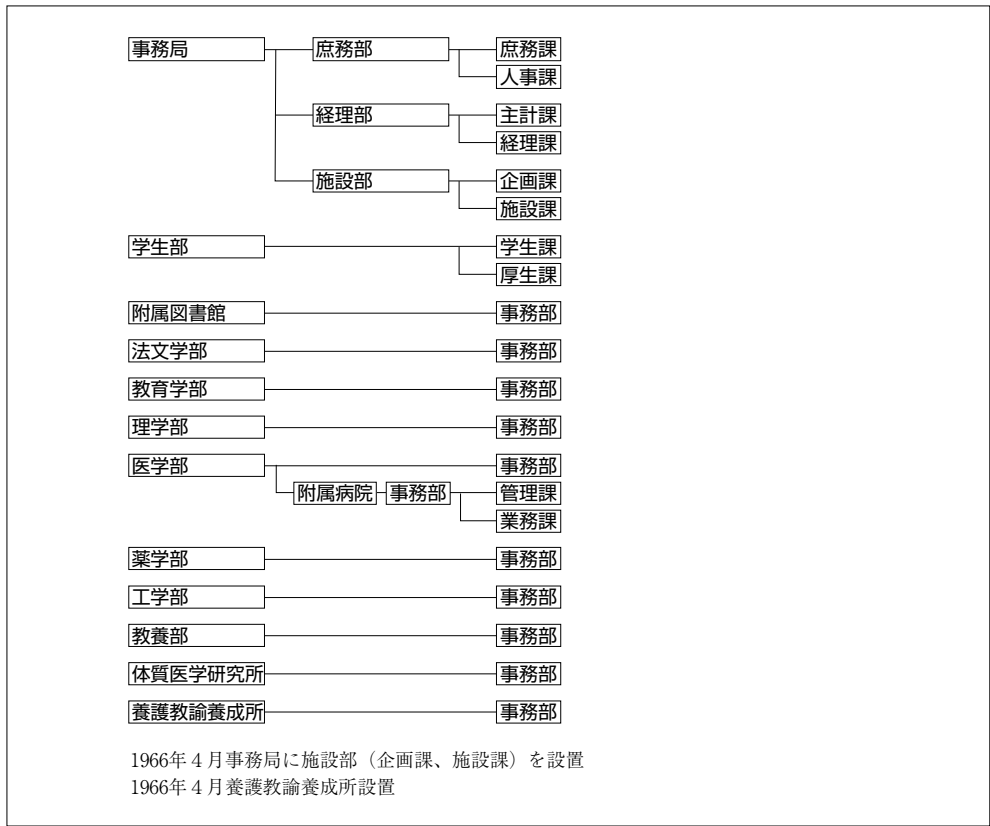 事務局 庶務部 庶務課
人事課
経理部 主計課
経理課
施設部 企画課
施設課
学生部 学生課
厚生課
附属図書館 事務部
法文学部 事務部
教育学部 事務部
理学部 事務部
医学部 事務部
附属病院 事務部 管理課
業務課
薬学部 事務部
工学部 事務部
教養部 事務部
体質医学研究所 事務部
養護教諭養成所 事務部
1966年4月事務局に施設部（企画課、施設課）を設置
1966年4月養護教諭養成所設置